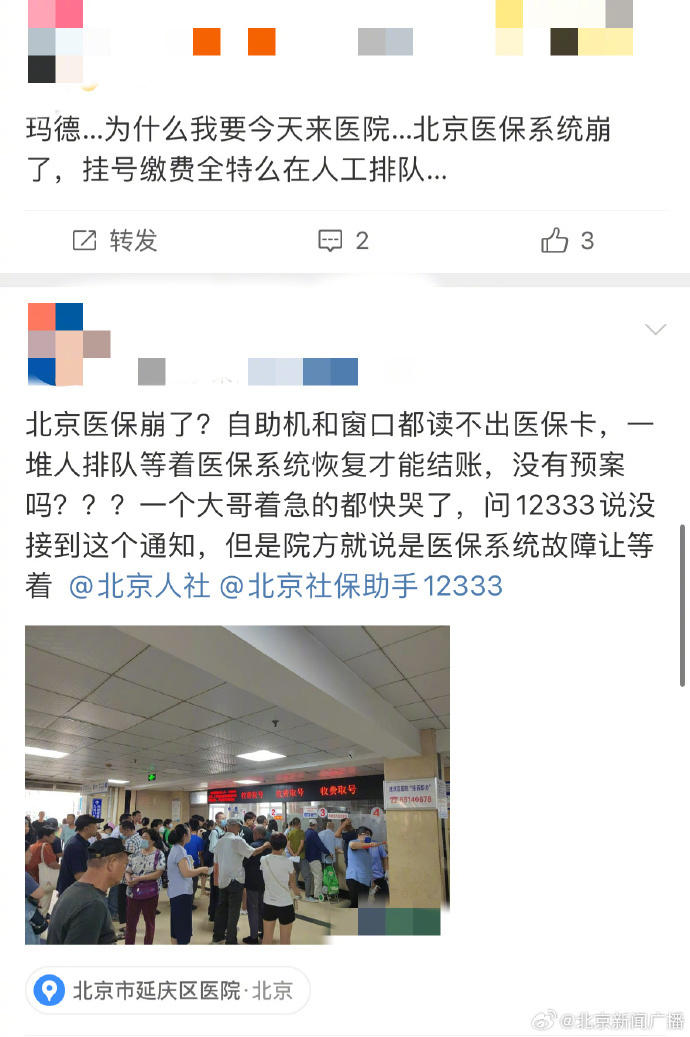 玛德...为什么我要今天来医院...北京医保系统崩
了，挂号缴费全特么在人工排队...
转发
2
3
北京医保崩了？自助机和窗口都读不出医保卡，一
堆人排队等着医保系统恢复才能结账，没有预案
吗？？？一个大哥着急的都快哭了，问12333说没
接到这个通知，但是院方就说是医保系统故障让等
着 @北京人社 @北京社保助手12333
收费取号
收费取号
收费取号
2
3
4
北京市延庆区医院·北京
@北京新闻广播